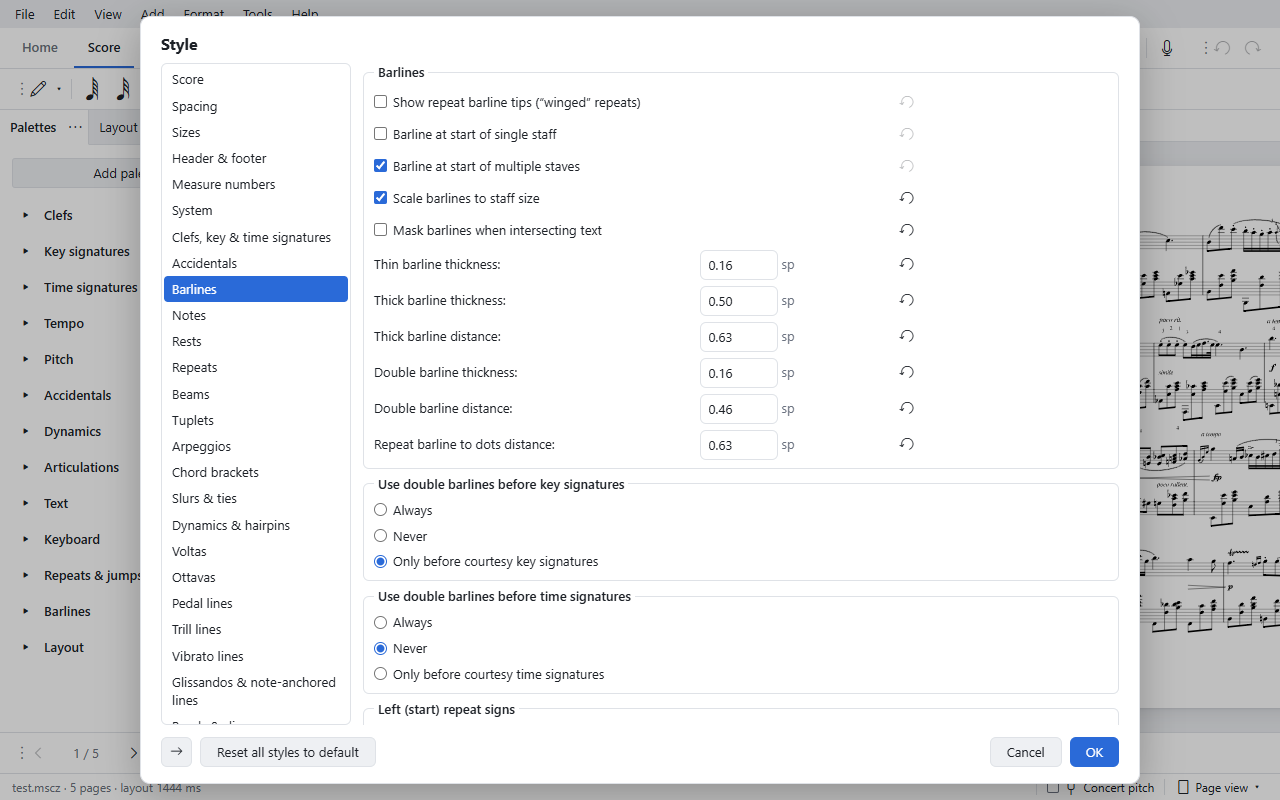 File Edit View Add Format Tools Help
Style
Home Score
Palettes Layout
Clefs
Key signatures
Time signatures
Tempo
Pitch
Accidentals
Dynamics
Articulations
Text
Keyboard
Repeats & jumps
Barlines
Layout
Score
Spacing
Sizes
Header & footer
Measure numbers
System
Clefs, key & time signatures
Accidentals
Barlines
Notes
Rests
Repeats
Beams
Tuplets
Arpeggios
Chord brackets
Slurs & ties
Dynamics & hairpins
Voltas
Ottavas
Pedal lines
Trill lines
Vibrato lines
Glissandos & note-anchored
lines
Barlines
Show repeat barline tips (“winged” repeats)
Barline at start of single staff
Barline at start of multiple staves
Scale barlines to staff size
Mask barlines when intersecting text
Thin barline thickness: 0.16 sp
Thick barline thickness: 0.50 sp
Thick barline distance: 0.63 sp
Double barline thickness: 0.16 sp
Double barline distance: 0.46 sp
Repeat barline to dots distance: 0.63 sp
Use double barlines before key signatures
Always
Never
Only before courtesy key signatures
Use double barlines before time signatures
Always
Never
Only before courtesy time signatures
Left (start) repeat signs
poco rit.
simile
a tempo
poco rallent.
1 / 5
→ Reset all styles to default Cancel OK
test.mscz · 5 pages · layout 1444 ms Concert pitch Page view